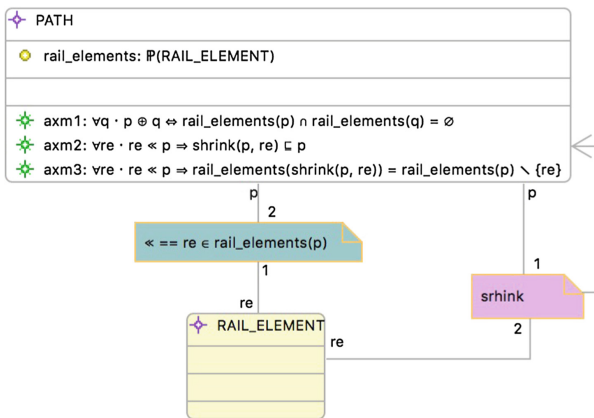 PATH
rail_elements: ℙ(RAIL_ELEMENT)
axm1: ∀q · p ⊕ q ⇔ rail_elements(p) ∩ rail_elements(q) = ∅
axm2: ∀re · re ≪ p ⇒ shrink(p, re) ⊑ p
axm3: ∀re · re ≪ p ⇒ rail_elements(shrink(p, re)) = rail_elements(p) ∖ {re}
p
p
2
≪ == re ∈ rail_elements(p)
1
1
srhink
re
2
RAIL_ELEMENT
re